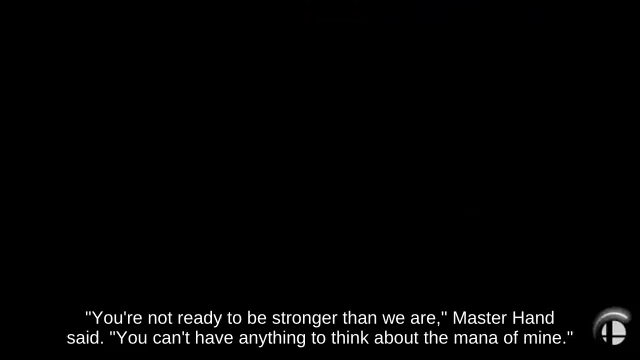 "You're not ready to be stronger than we are," Master Hand
said. "You can't have anything to think about the mana of mine."